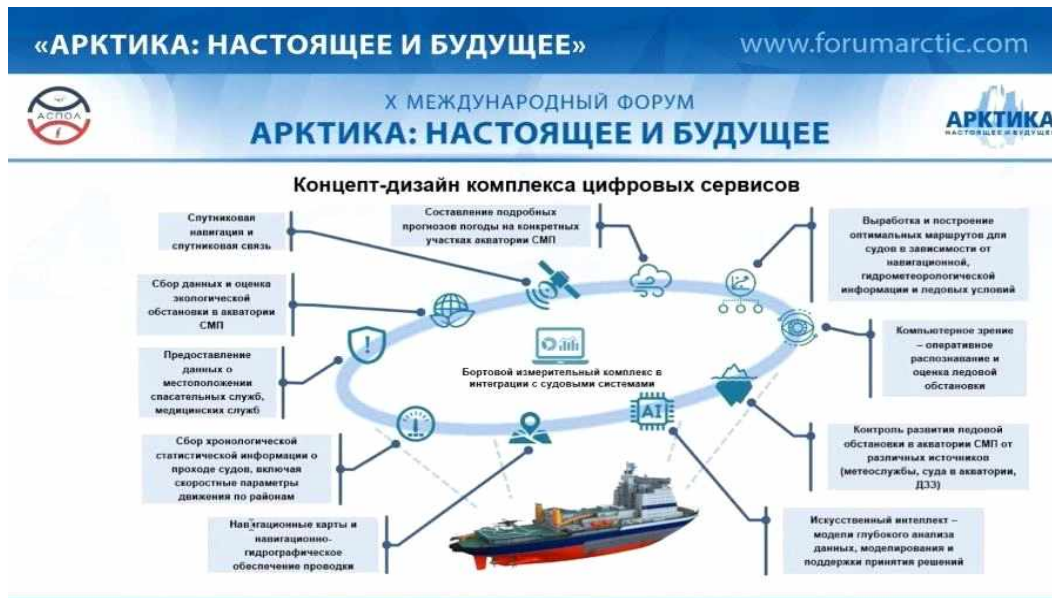 «АРКТИКА: НАСТОЯЩЕЕ И БУДУЩЕЕ»
www.forumarctic.com
АСПОЛ
X МЕЖДУНАРОДНЫЙ ФОРУМ
АРКТИКА: НАСТОЯЩЕЕ И БУДУЩЕЕ
АРКТИКА
НАСТОЯЩЕЕ И БУДУЩЕЕ
Концепт-дизайн комплекса цифровых сервисов
Спутниковая
навигация и
спутниковая связь
Составление подробных
прогнозов погоды на конкретных
участках акватории СМП
Выработка и построение
оптимальных маршрутов для
судов в зависимости от
навигационной,
гидрометеорологической
информации и ледовых условий
Сбор данных и оценка
экологической
обстановки в акватории
СМП
Компьютерное зрение
– оперативное
распознавание и
оценка ледовой
обстановки
Предоставление
данных о
местоположении
спасательных служб,
медицинских служб
Бортовой измерительный комплекс в
интеграции с судовыми системами
AI
Сбор хронологической
статистической информации о
проходе судов, включая
скоростные параметры
движения по районам
Контроль развития ледовой
обстановки в акватории СМП от
различных источников
(метеослужбы, суда в акватории,
ДЗЗ)
Навигационные карты и
навигационно-
гидрографическое
обеспечение проводки
Искусственный интеллект –
модели глубокого анализа
данных, моделирования и
поддержки принятия решений